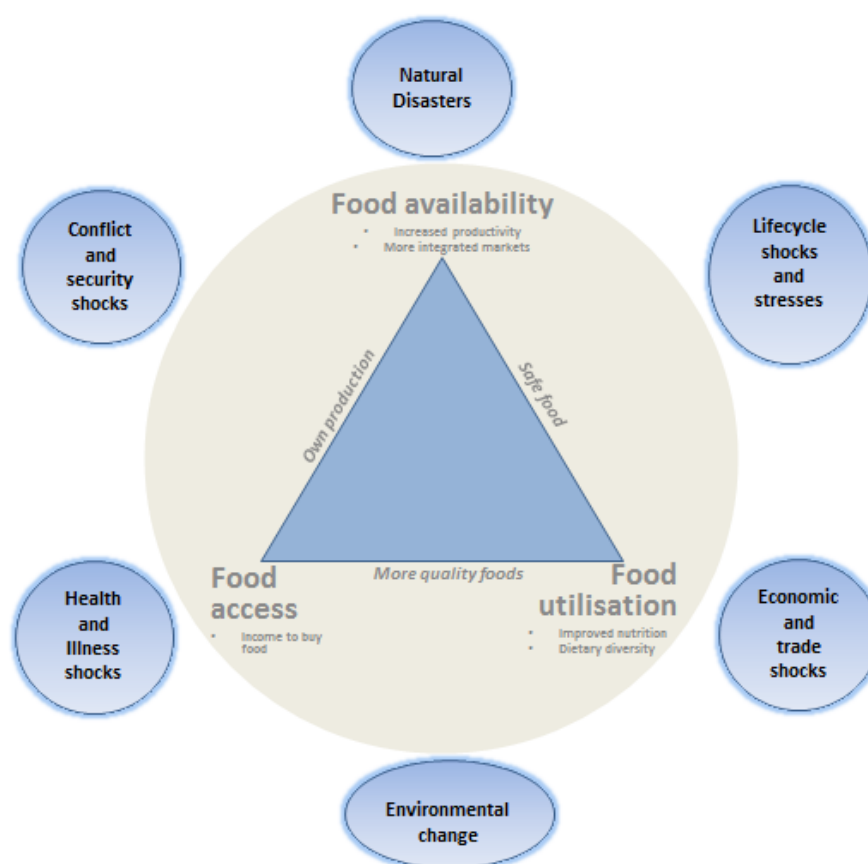 Natural
Disasters
Conflict
and
security
shocks
Lifecycle
shocks
and
stresses
Food availability
• Increased productivity
• More integrated markets
Own production
Safe food
More quality foods
Food
access
• Income to buy
food
Food
utilisation
• Improved nutrition
• Dietary diversity
Health
and
Illness
shocks
Economic
and
trade
shocks
Environmental
change